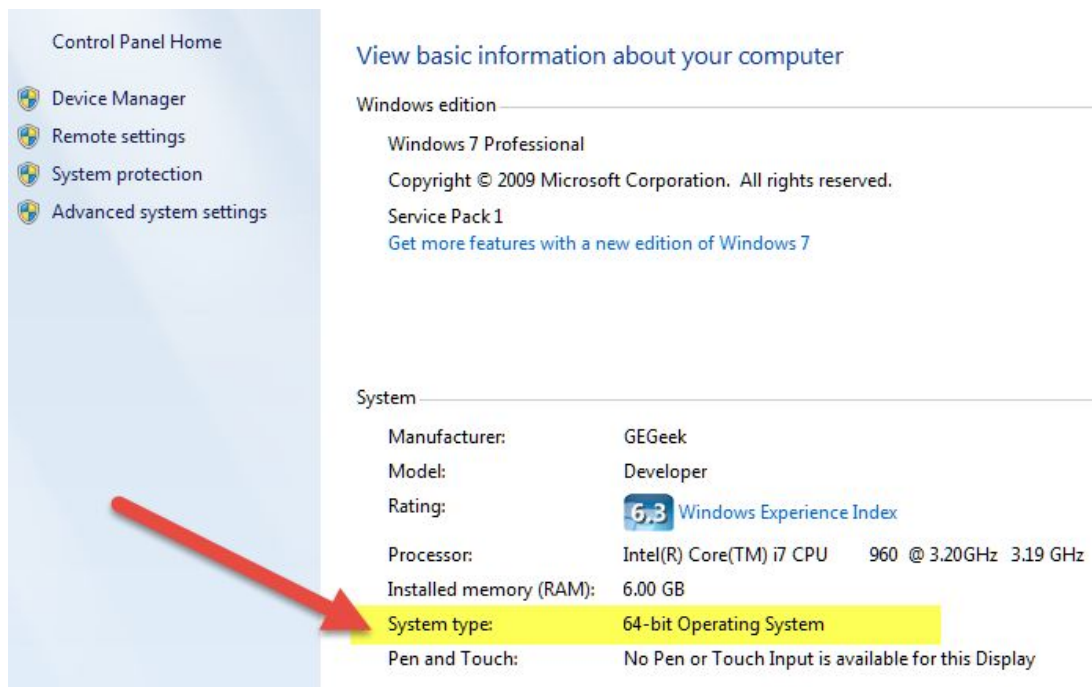 Control Panel Home
Device Manager
Remote settings
System protection
Advanced system settings
View basic information about your computer
Windows edition
Windows 7 Professional
Copyright © 2009 Microsoft Corporation. All rights reserved.
Service Pack 1
Get more features with a new edition of Windows 7
System
Manufacturer: GEGeek
Model: Developer
Rating: 6,3 Windows Experience Index
Processor: Intel(R) Core(TM) i7 CPU 960 @ 3.20GHz 3.19 GHz
Installed memory (RAM): 6.00 GB
System type: 64-bit Operating System
Pen and Touch: No Pen or Touch Input is available for this Display